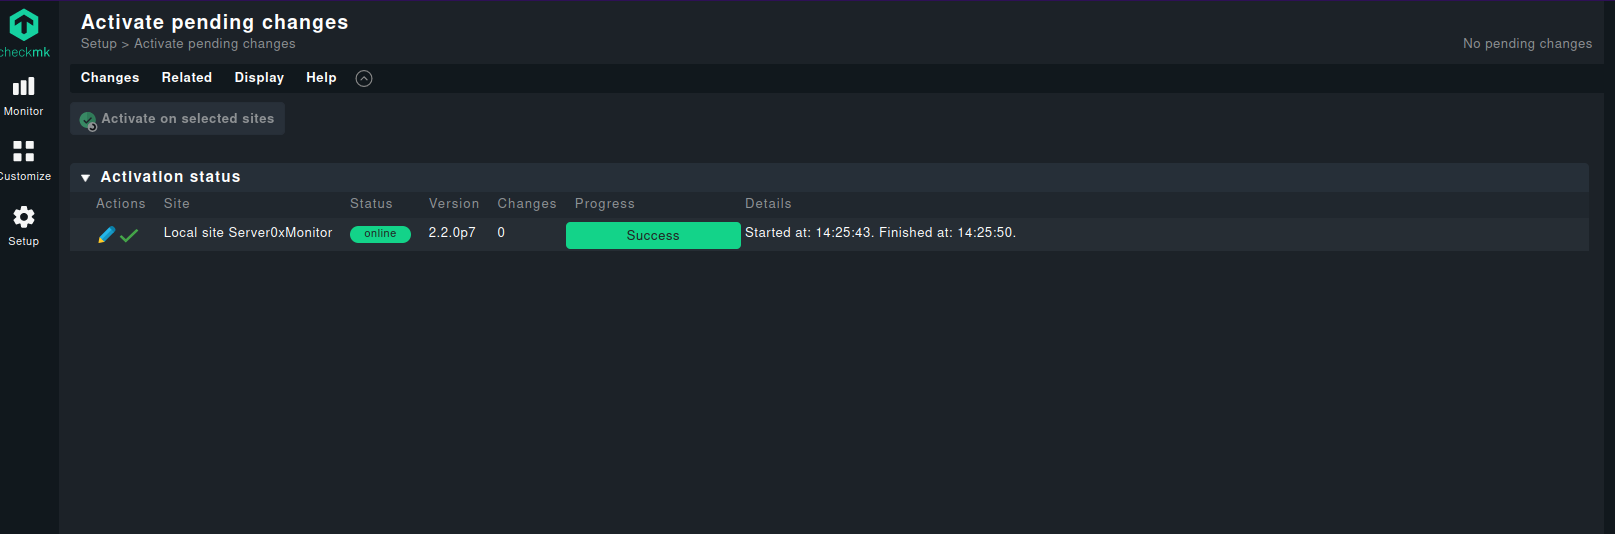 Activate pending changes
Setup > Activate pending changes
No pending changes
checkmk
Changes Related Display Help
Monitor
Activate on selected sites
Customize
Activation status
Actions Site Status Version Changes Progress Details
Local site Server0xMonitor online 2.2.0p7 0 Success Started at: 14:25:43. Finished at: 14:25:50.
Setup